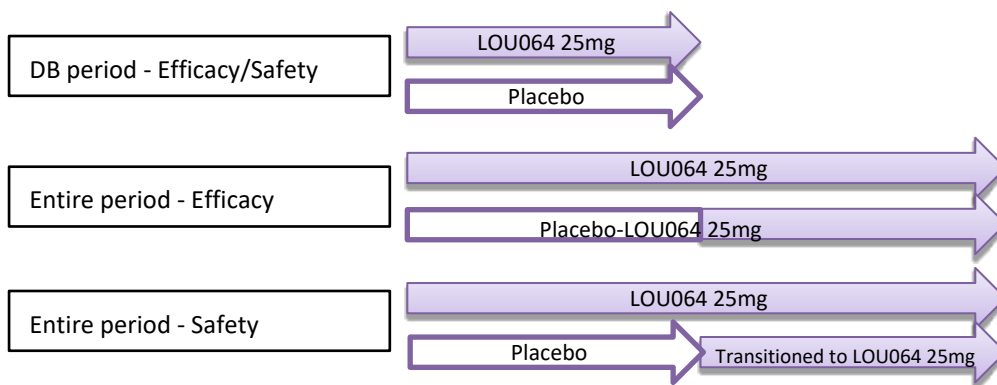 LOU064 25mg
DB period - Efficacy/Safety
Placebo
LOU064 25mg
Entire period - Efficacy
Placebo-LOU064 25mg
LOU064 25mg
Entire period - Safety
Placebo
Transitioned to LOU064 25mg